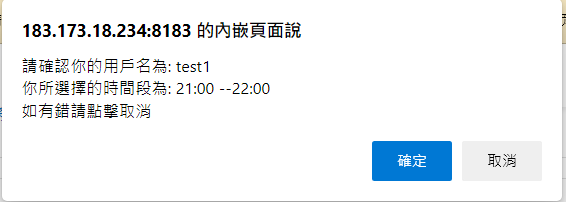 183.173.18.234:8183 的內嵌頁面說
請確認你的用戶名為: test1
你所選擇的時間段為: 21:00 --22:00
如有錯請點擊取消
確定
取消